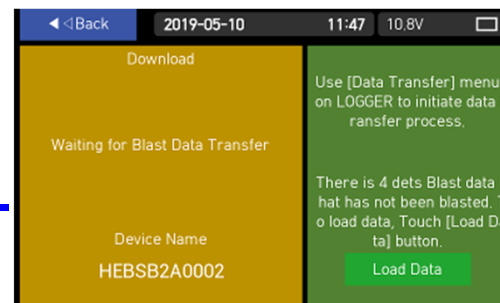 ◀◁Back 2019-05-10 11:47 10,8V
Download
Waiting for Blast Data Transfer
Device Name
HEBSB2A0002
Use [Data Transfer] menu
on LOGGER to initiate data
ransfer process,
There is 4 dets Blast data
hat has not been blasted.
o load data, Touch [Load Da
ta] button,
Load Data